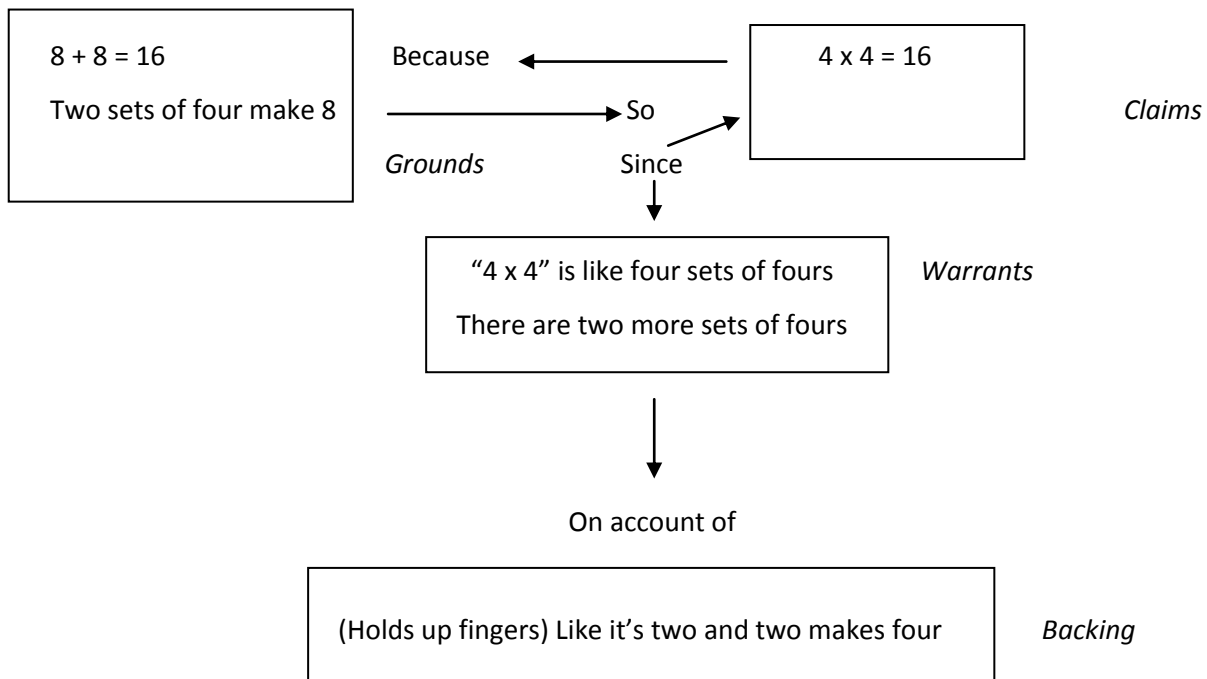 8 + 8 = 16
Two sets of four make 8
Because
So
Grounds
Since
4 x 4 = 16
Claims
“4 x 4” is like four sets of fours
There are two more sets of fours
Warrants
On account of
(Holds up fingers) Like it’s two and two makes four
Backing